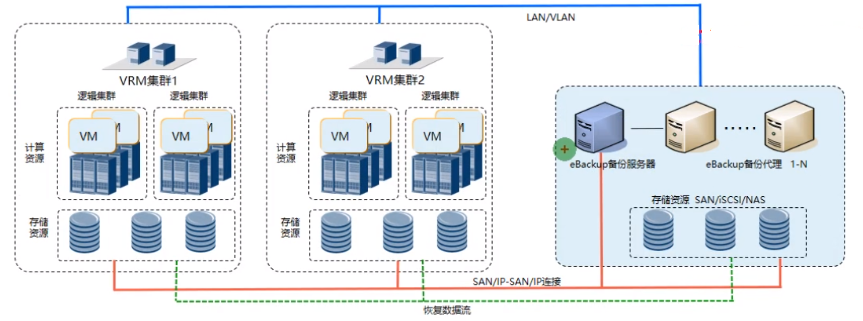 LAN/VLAN
VRM集群1
VRM集群2
逻辑集群
逻辑集群
逻辑集群
逻辑集群
VM
VM
VM
VM
计算
资源
计算
资源
eBackup备份服务器
eBackup备份代理 1-N
存储
资源
存储
资源
存储资源 SAN/iSCSI/NAS
SAN/IP-SAN/IP连接
恢复数据流